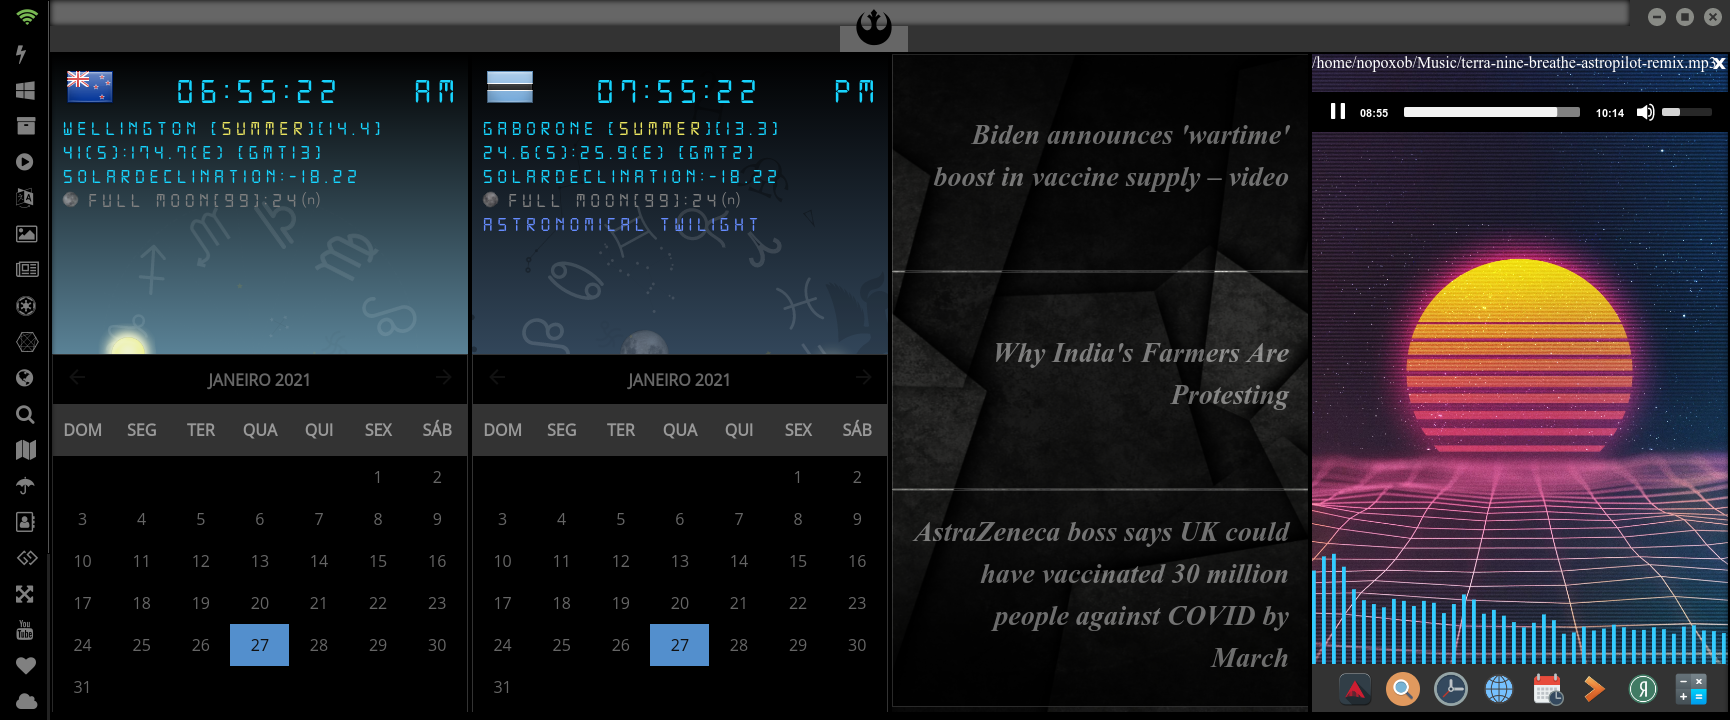 06:55:22 AM
WELLINGTON [SUMMER][14.4]
41(S):174.7(E) [GMT13]
SOLARDECLINATION:-18.22
FULL MOON[99]:24(n)
JANEIRO 2021
DOM SEG TER QUA QUI SEX SÁB
1 2
3 4 5 6 7 8 9
10 11 12 13 14 15 16
17 18 19 20 21 22 23
24 25 26 27 28 29 30
31
07:55:22 PM
GABORONE [SUMMER][13.3]
24.6(S):25.9(E) [GMT2]
SOLARDECLINATION:-18.22
FULL MOON[99]:24(n)
ASTRONOMICAL TWILIGHT
JANEIRO 2021
DOM SEG TER QUA QUI SEX SÁB
1 2
3 4 5 6 7 8 9
10 11 12 13 14 15 16
17 18 19 20 21 22 23
24 25 26 27 28 29 30
31
Biden announces 'wartime'
boost in vaccine supply – video
Why India's Farmers Are
Protesting
AstraZeneca boss says UK could
have vaccinated 30 million
people against COVID by
March
/home/nopoxob/Music/terra-nine-breathe-astropilot-remix.mp3 x
08:55 10:14
You
Tube
Я